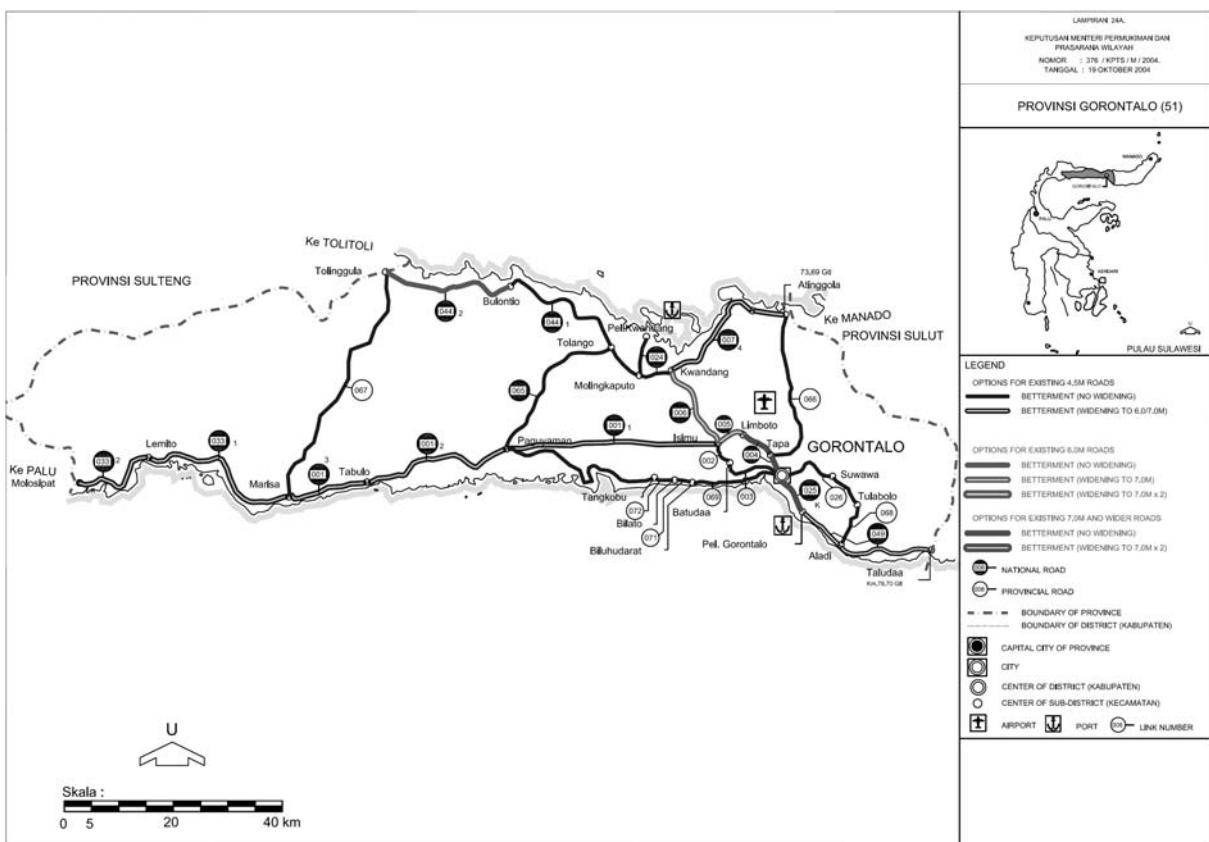 LAMPIRAN 24A.
KEPUTUSAN MENTERI PERMUKIMAN DAN
PRASARANA WILAYAH
NOMOR : 376 / KPTS / M / 2004.
TANGGAL : 19 OKTOBER 2004
PROVINSI GORONTALO (51)
MANADO
GORONTALO
PALU
KENDARI
U
PULAU SULAWESI
LEGEND
OPTIONS FOR EXISTING 4,5M ROADS
BETTERMENT (NO WIDENING)
BETTERMENT (WIDENING TO 6.0/7.0M)
OPTIONS FOR EXISTING 6,0M ROADS
BETTERMENT (NO WIDENING)
BETTERMENT (WIDENING TO 7,0M)
BETTERMENT (WIDENING TO 7,0M x 2)
OPTIONS FOR EXISTING 7,0M AND WIDER ROADS
BETTERMENT (NO WIDENING)
BETTERMENT (WIDENING TO 7,0M x 2)
NATIONAL ROAD
PROVINCIAL ROAD
BOUNDARY OF PROVINCE
BOUNDARY OF DISTRICT (KABUPATEN)
CAPITAL CITY OF PROVINCE
CITY
CENTER OF DISTRICT (KABUPATEN)
CENTER OF SUB-DISTRICT (KECAMATAN)
AIRPORT PORT LINK NUMBER
Ke TOLITOLI
PROVINSI SULTENG
Tolinggula
73,69 Gtl
Atinggola
Bulontio
Ke MANADO
PROVINSI SULUT
044 2
044 1
Pel.Kwandang
007 4
Tolango
024
Kwandang
067
Molingkaputo
065
006
066
Limboto
005
001 1
Isimu
Tapa
GORONTALO
Lemito
033 1
001 2
Paguyaman
002
004
Ke PALU
Molosipat
033 2
3
Marisa
001
Tabulo
Suwawa
Tangkobu
072
Bilato
071
Biluhudarat
Batudaa
069
003
025
K
026
Tulabolo
068
Pel. Gorontalo
049
Aladi
Taludaa
Km,76,70 Gtl
U
Skala :
0 5 20 40 km